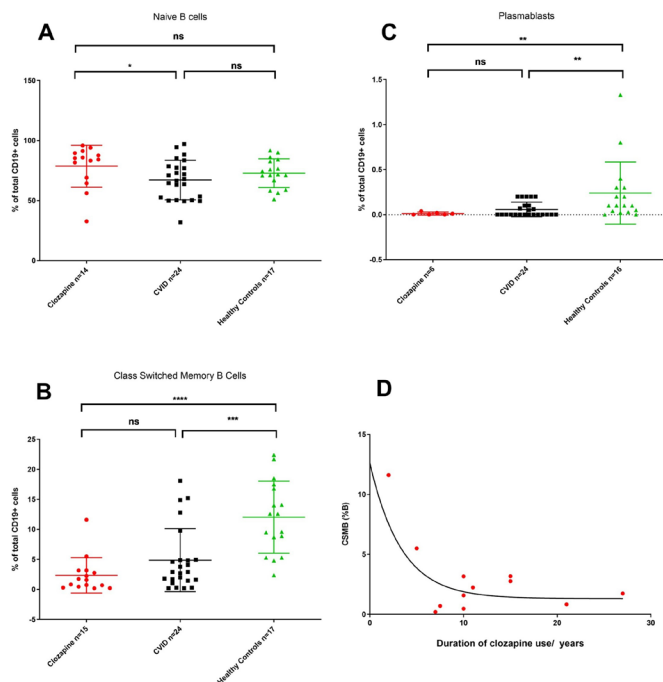 Naive B cells
A
ns
*
ns
% of total CD19+ cells
100
50
0
Clozapine n=14
CVID n=24
Healthy Controls n=17
Plasmablasts
C
**
ns
**
% of total CD19+ cells
1.5
1.0
0.5
0.0
-0.5
Clozapine n=6
CVID n=24
Healthy Controls n=16
Class Switched Memory B Cells
B
****
ns
***
% of total CD19+ cells
25
20
15
10
5
0
-5
Clozapine n=15
CVID n=24
Healthy Controls n=17
D
CSMB (%B)
15
10
5
0
0
10
20
30
Duration of clozapine use/ years